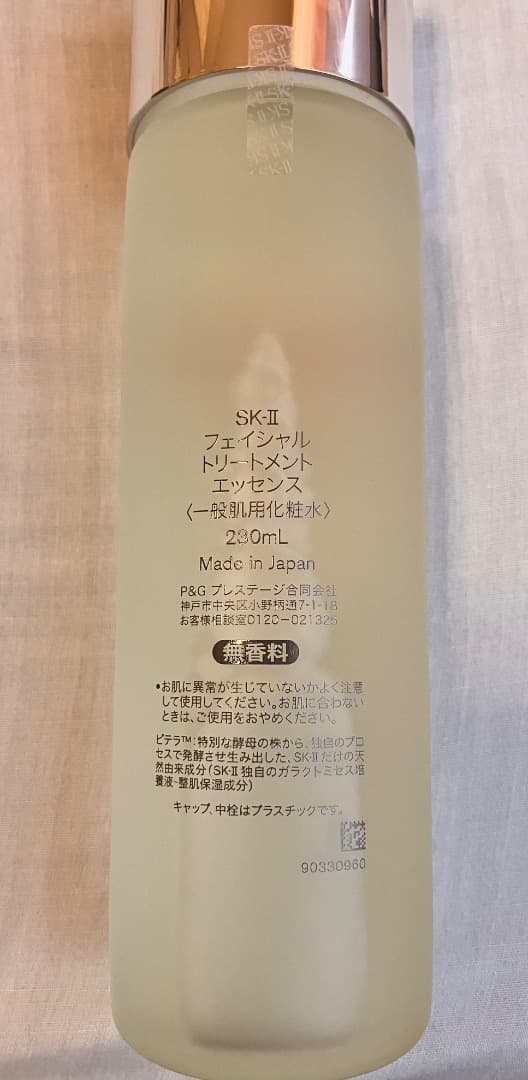 SK-II
フェイシャル
トリートメント
エッセンス
〈一般肌用化粧水〉
230mL
Made in Japan
P&G プレステージ合同会社
神戸市中央区小野柄通7-1-18
お客様相談室0120-021325
無香料
•お肌に異常が生じていないかよく注意
して使用してください。お肌に合わない
ときは、ご使用をおやめください。
ピテラ™：特別な酵母の株から、独自のプロ
セスで発酵させ生み出した、SK-IIだけの天
然由来成分(SK-II独自のガラクトミセス培
養液-整肌保湿成分)
キャップ、中栓はプラスチックです。
90330960